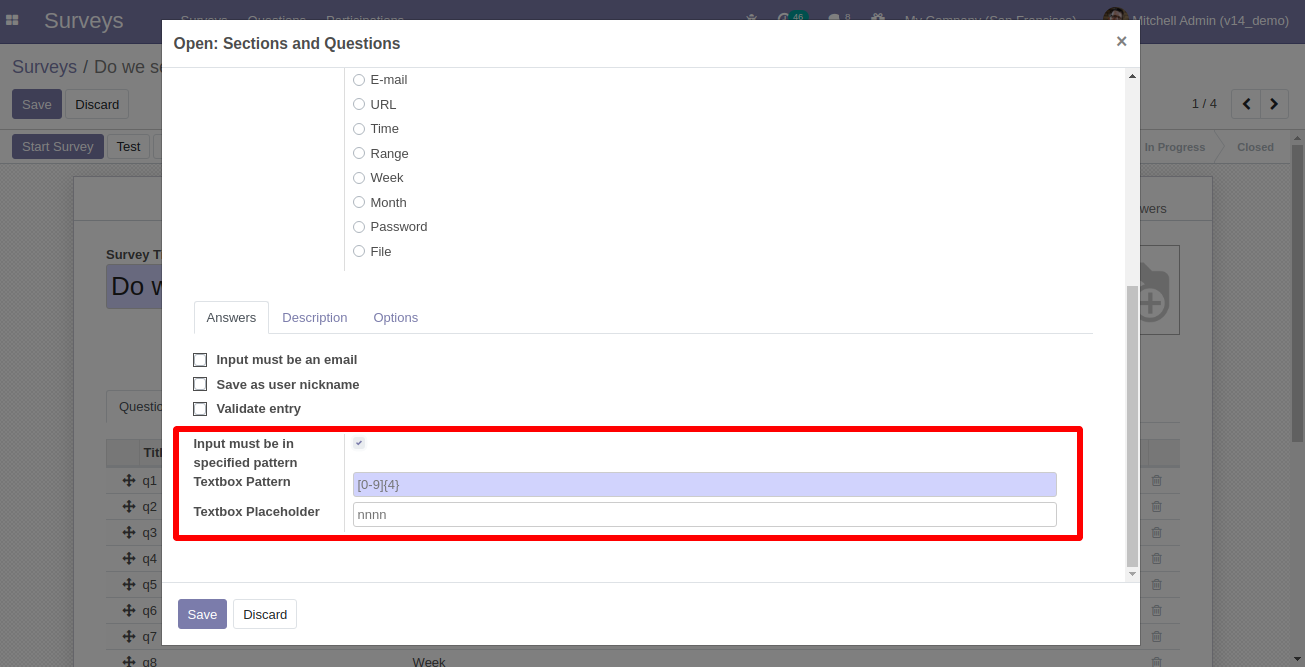 Surveys Surveys Questions Participations 46 8 My Company (San Francisco) Mitchell Admin (v14_demo)
Open: Sections and Questions ×
Surveys / Do we s
Save Discard 1 / 4
Start Survey Test In Progress Closed
E-mail
URL
Time
Range
Week
Month
Password
File
wers
Survey T
Do w
Answers Description Options
Input must be an email
Save as user nickname
Validate entry
Questio
Input must be in
specified pattern
Textbox Pattern [0-9]{4}
Textbox Placeholder nnnn
Titl
q1
q2
q3
q4
q5
q6
q7
q8 Week
Save Discard